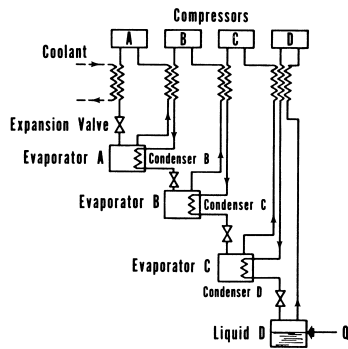 Compressors
A B C D
Coolant
Expansion Valve
Evaporator A Condenser B
Evaporator B Condenser C
Evaporator C
Condenser D
Liquid D Q